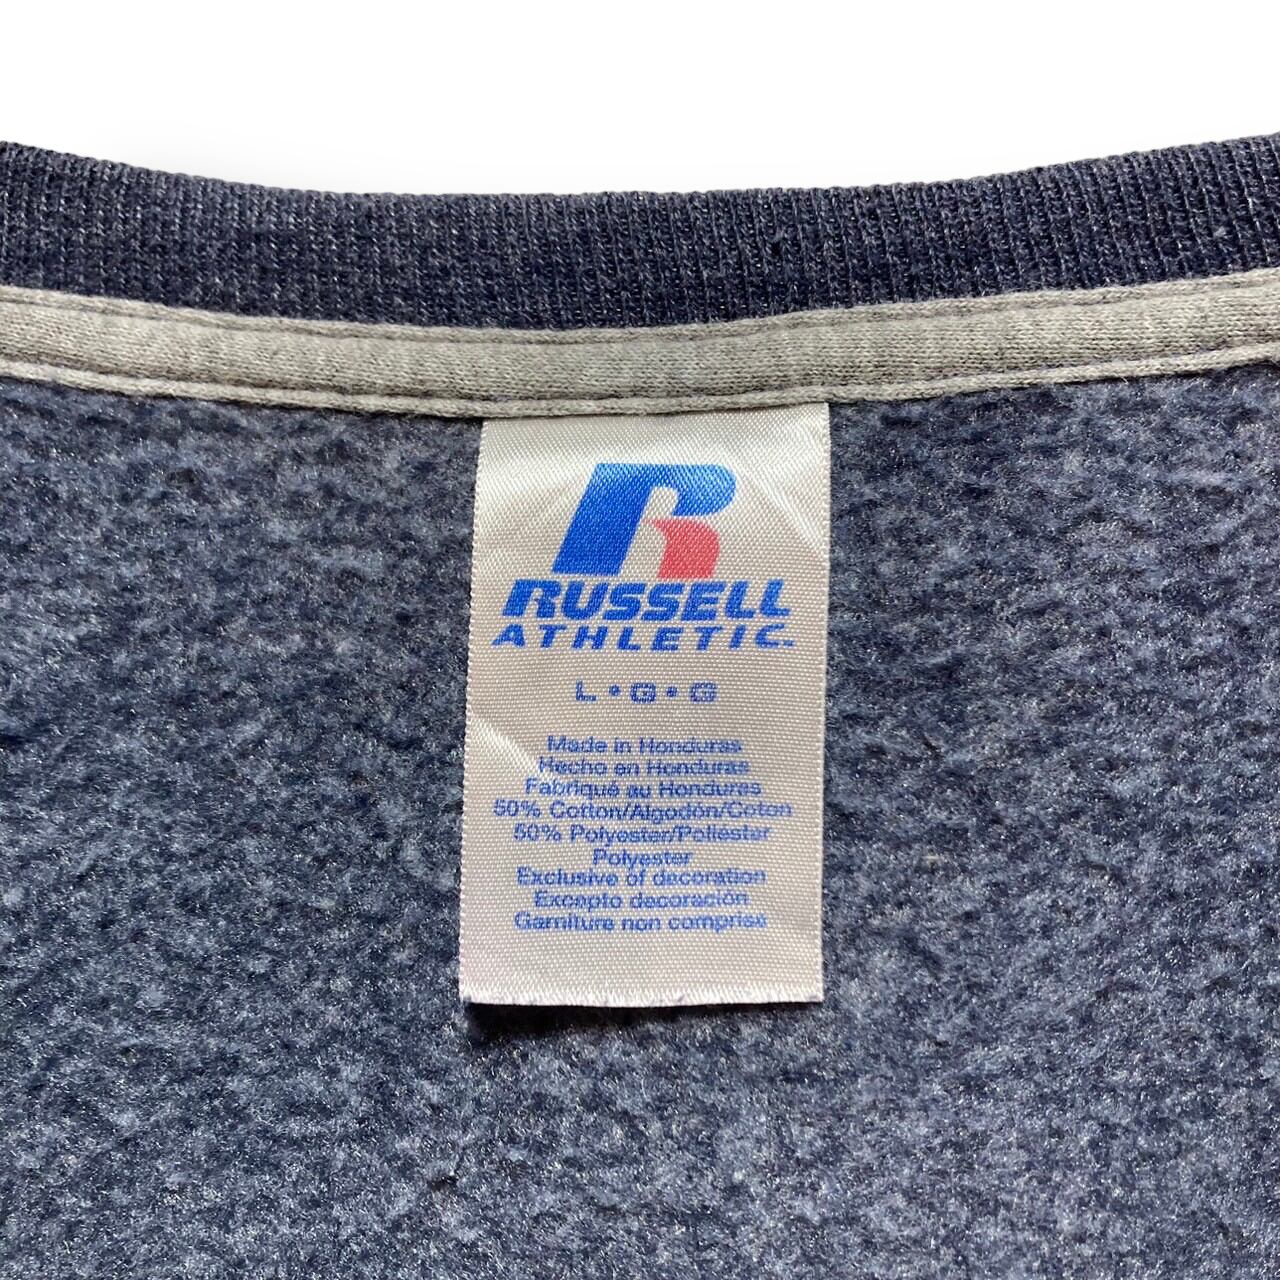 R
RUSSELL
ATHLETIC.
L • G • G
Made in Honduras
Hecho en Honduras
Fabriqué au Honduras
50% Cotton/Algodón/Coton
50% Polyester/Poliéster
Polyester
Exclusive of decoration
Excepto decoración
Garniture non comprise